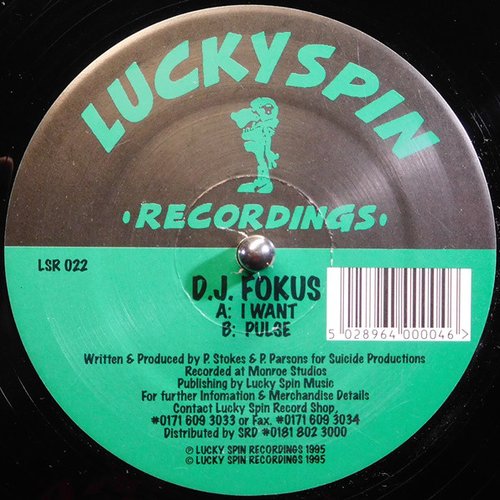 LUCKY SPIN
• RECORDINGS •
LSR 022
D.J. FOKUS
A: I WANT
B: PULSE
5 028964 000046 >
Written & Produced by P. Stokes & P. Parsons for Suicide Productions
Recorded at Monroe Studios
Publishing by Lucky Spin Music
For further Infomation & Merchandise Details
Contact Lucky Spin Record Shop,
#0171 609 3033 or Fax. #0171 609 3034
Distributed by SRD #0181 802 3000
℗ LUCKY SPIN RECORDINGS 1995
© LUCKY SPIN RECORDINGS 1995